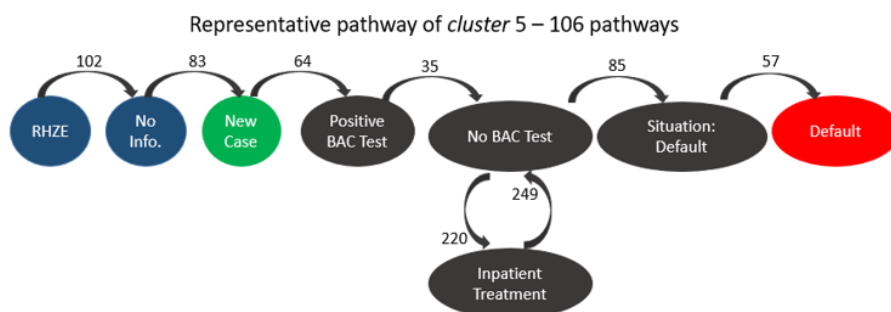 Representative pathway of cluster 5 – 106 pathways
102
83
64
35
85
57
RHZE
No
Info.
New
Case
Positive
BAC Test
No BAC Test
Situation:
Default
Default
249
220
Inpatient
Treatment